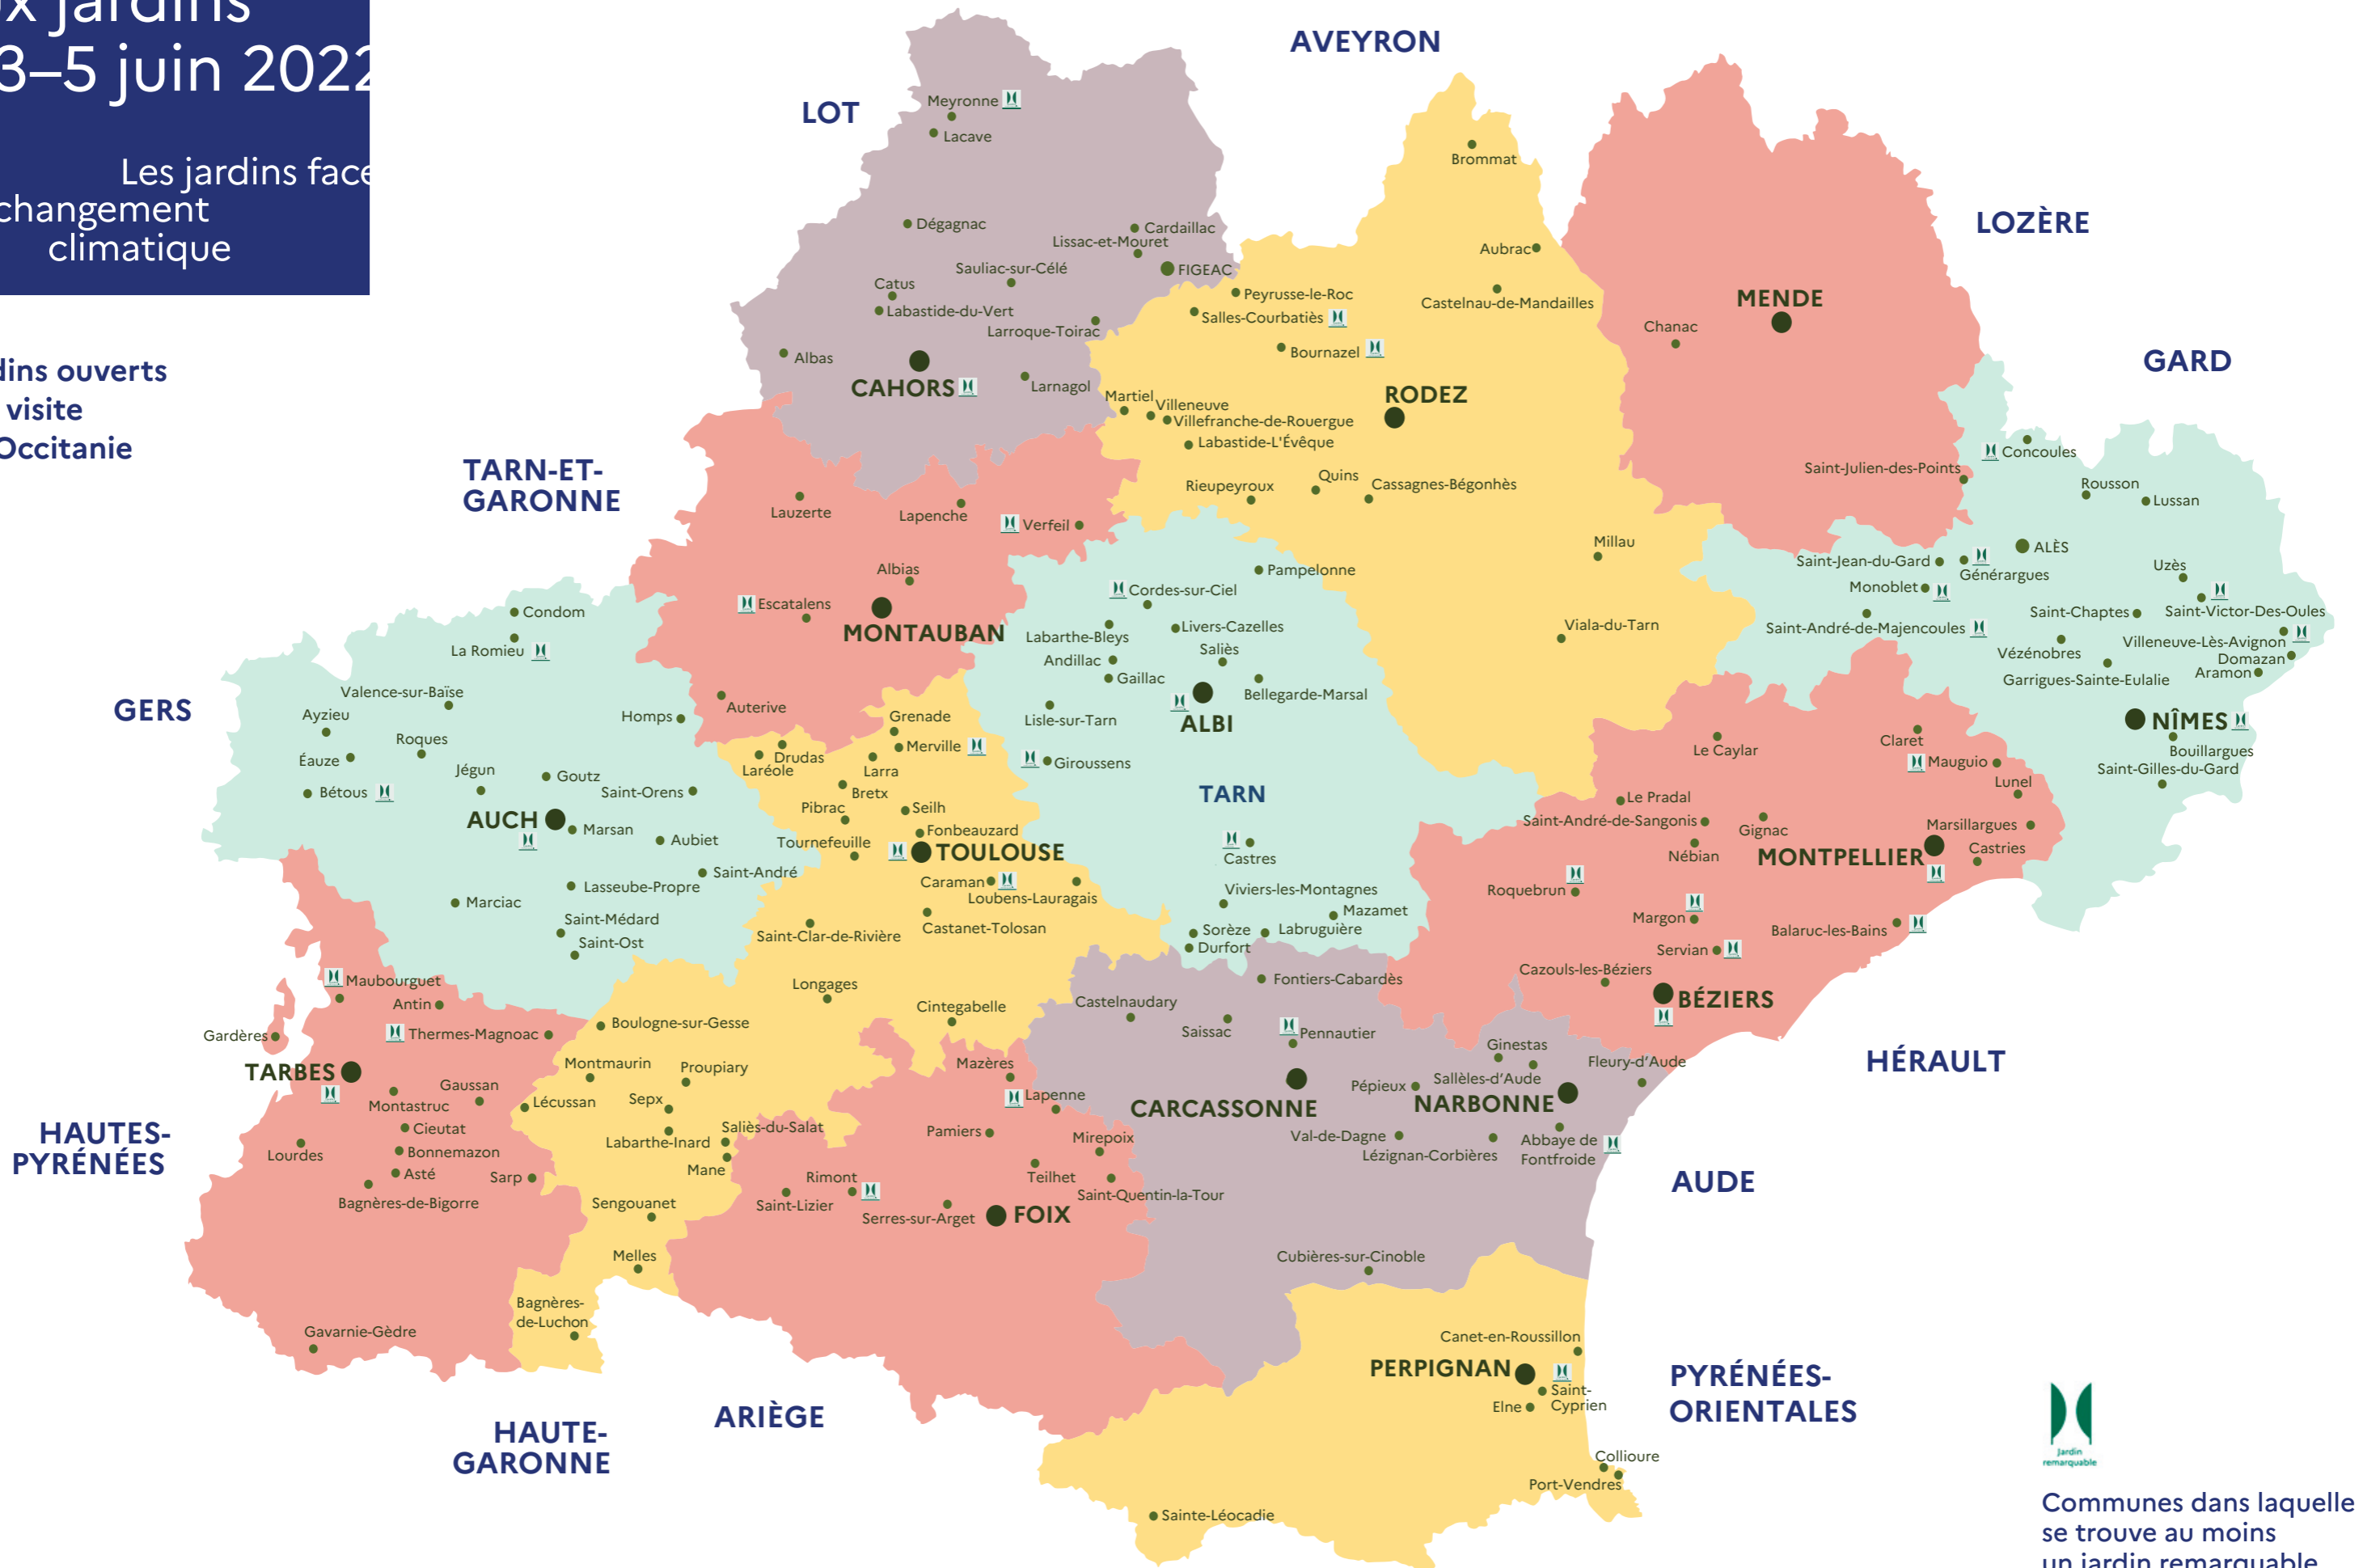 ux jardins
3–5 juin 2022
Les jardins face
changement
climatique
dins ouverts
visite
Occitanie
LOT
Meyronne
Lacave
Dégagnac
Cardaillac
Lissac-et-Mouret
FIGEAC
Sauliac-sur-Célé
Catus
Labastide-du-Vert
Larroque-Toirac
Albas
CAHORS
Larnagol
AVEYRON
Brommat
Aubrac
Castelnau-de-Mandailles
Peyrusse-le-Roc
Salles-Courbatiès
Bournazel
RODEZ
Martiel
Villeneuve
Villefranche-de-Rouergue
Labastide-L'Évêque
Quins
Rieupeyroux
Cassagnes-Bégonhès
Millau
Viala-du-Tarn
LOZÈRE
MENDE
Chanac
Saint-Julien-des-Points
GARD
Concoules
Rousson
Lussan
ALÈS
Saint-Jean-du-Gard
Générargues
Uzès
Monoblet
Saint-Chaptes
Saint-Victor-Des-Oules
Saint-André-de-Majencoules
Villeneuve-Lès-Avignon
Vézénobres
Domazan
Garrigues-Sainte-Eulalie
Aramon
NÎMES
Bouillargues
Saint-Gilles-du-Gard
TARN-ET-
GARONNE
Lauzerte
Lapenche
Verfeil
Albias
Escatalens
MONTAUBAN
Auterive
GERS
Condom
La Romieu
Valence-sur-Baïse
Ayzieu
Homps
Roques
Éauze
Jégun
Goutz
Bétous
Saint-Orens
AUCH
Marsan
Aubiet
Saint-André
Lasseube-Propre
Marciac
Saint-Médard
Saint-Ost
TARN
Pampelonne
Cordes-sur-Ciel
Livers-Cazelles
Labarthe-Bleys
Saliès
Andillac
Gaillac
Bellegarde-Marsal
ALBI
Lisle-sur-Tarn
Giroussens
Castres
Viviers-les-Montagnes
Mazamet
Sorèze
Labruguière
Durfort
HAUTE-
GARONNE
Grenade
Merville
Drudas
Laréole
Larra
Bretx
Pibrac
Seilh
Fonbeauzard
Tournefeuille
TOULOUSE
Caraman
Loubens-Lauragais
Castanet-Tolosan
Saint-Clar-de-Rivière
Longages
Cintegabelle
Boulogne-sur-Gesse
Montmaurin
Proupiary
Lécussan
Sepx
Labarthe-Inard
Saliès-du-Salat
Mane
Sengouanet
Melles
Bagnères-
de-Luchon
HAUTES-
PYRÉNÉES
Maubourguet
Antin
Gardères
Thermes-Magnoac
TARBES
Gaussan
Montastruc
Cieutat
Lourdes
Bonnemazon
Asté
Sarp
Bagnères-de-Bigorre
Gavarnie-Gèdre
ARIÈGE
Mazères
Lapenne
Pamiers
Mirepoix
Teilhet
Rimont
Saint-Lizier
Saint-Quentin-la-Tour
Serres-sur-Arget
FOIX
AUDE
Fontiers-Cabardès
Castelnaudary
Saissac
Pennautier
Ginestas
Fleury-d'Aude
Sallèles-d'Aude
Pépieux
CARCASSONNE
NARBONNE
Val-de-Dagne
Abbaye de
Fontfroide
Lézignan-Corbières
Cubières-sur-Cinoble
HÉRAULT
Le Caylar
Claret
Mauguio
Lunel
Le Pradal
Saint-André-de-Sangonis
Gignac
Marsillargues
Nébian
MONTPELLIER
Castries
Roquebrun
Margon
Balaruc-les-Bains
Servian
Cazouls-les-Béziers
BÉZIERS
PYRÉNÉES-
ORIENTALES
Canet-en-Roussillon
PERPIGNAN
Saint-
Cyprien
Elne
Collioure
Port-Vendres
Sainte-Léocadie
Jardin
remarquable
Communes dans laquelle
se trouve au moins
un jardin remarquable